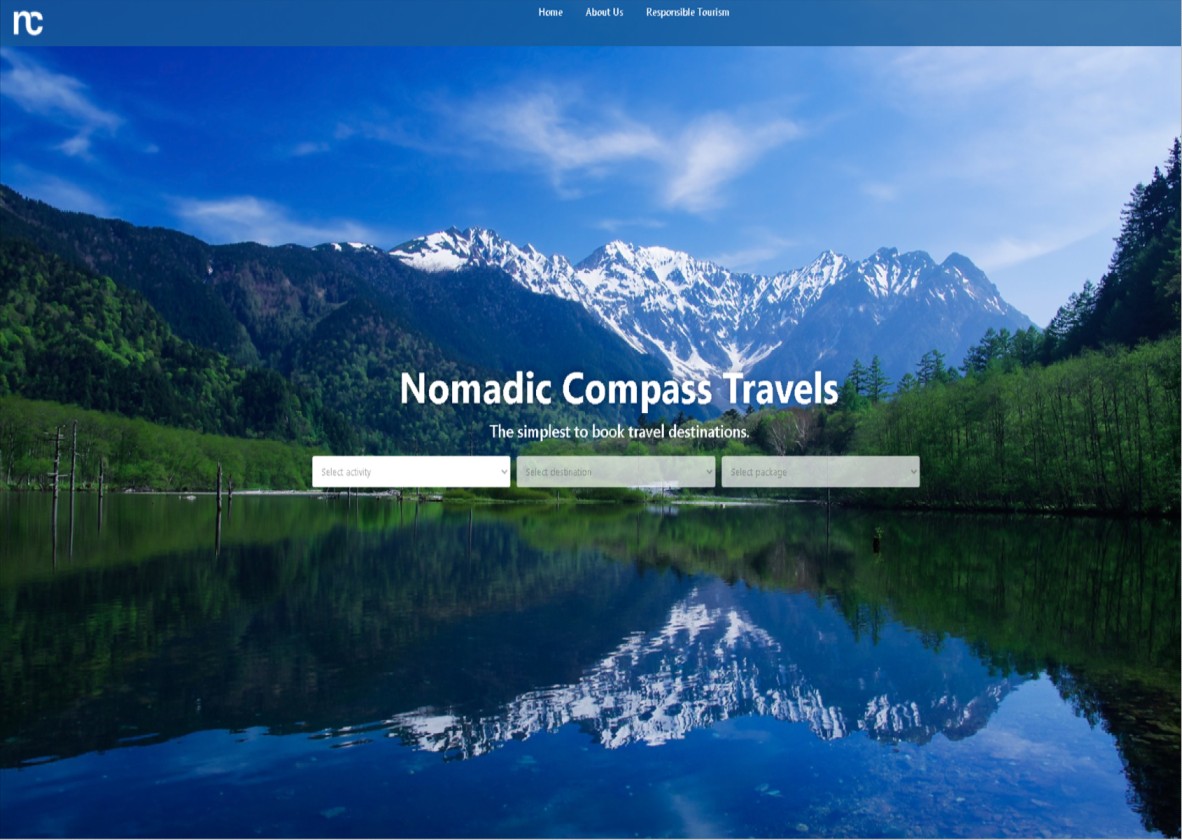 nc
Home About Us Responsible Tourism
Nomadic Compass Travels
The simplest to book travel destinations.
Select activity Select destination Select package